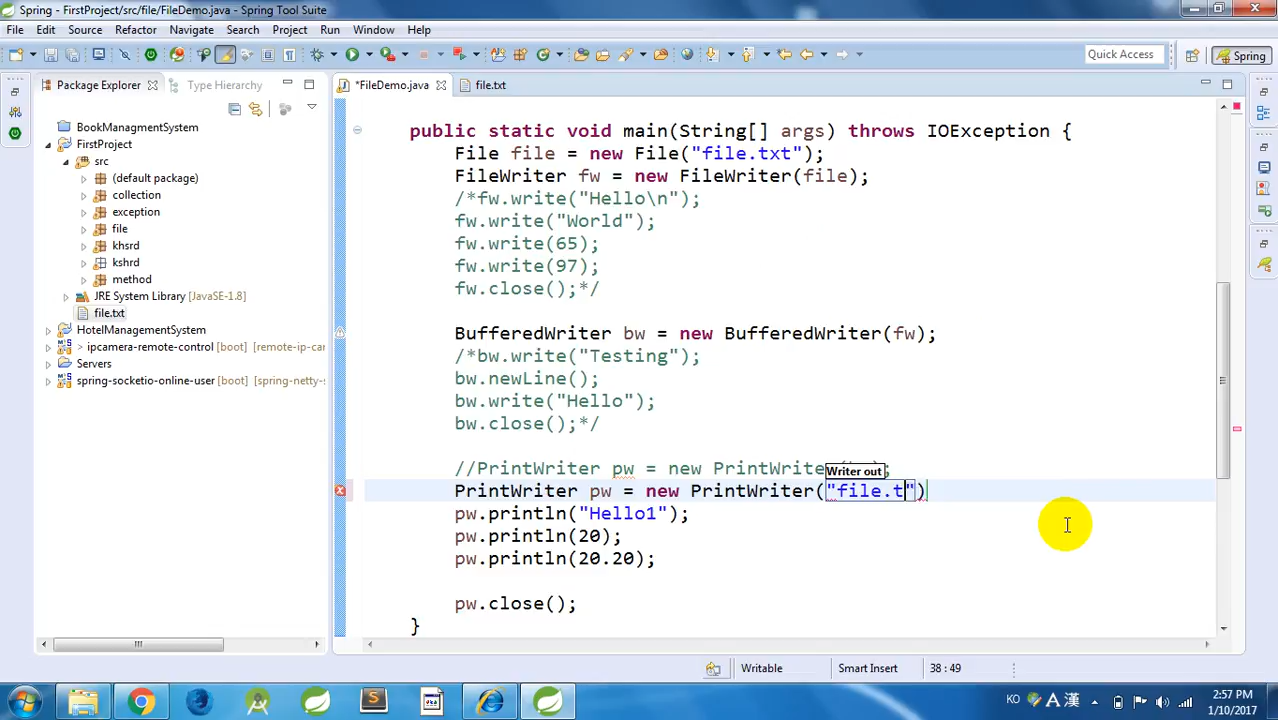 Spring - FirstProject/src/file/FileDemo.java - Spring Tool Suite
File Edit Source Refactor Navigate Search Project Run Window Help
Quick Access
Spring
Package Explorer
Type Hierarchy
*FileDemo.java
file.txt
BookManagmentSystem
FirstProject
src
(default package)
collection
exception
file
khsrd
kshrd
method
JRE System Library [JavaSE-1.8]
file.txt
HotelManagementSystem
> ipcamera-remote-control [boot] [remote-ip-ca
Servers
spring-socketio-online-user [boot] [spring-netty-s
public static void main(String[] args) throws IOException {
File file = new File("file.txt");
FileWriter fw = new FileWriter(file);
/*fw.write("Hello\n");
fw.write("World");
fw.write(65);
fw.write(97);
fw.close();*/
BufferedWriter bw = new BufferedWriter(fw);
/*bw.write("Testing");
bw.newLine();
bw.write("Hello");
bw.close();*/
//PrintWriter pw = new PrintWrite
Writer out
PrintWriter pw = new PrintWriter("file.t")
pw.println("Hello1");
pw.println(20);
pw.println(20.20);
pw.close();
}
Writable
Smart Insert
38 : 49
KO
A 漢
2:57 PM
1/10/2017